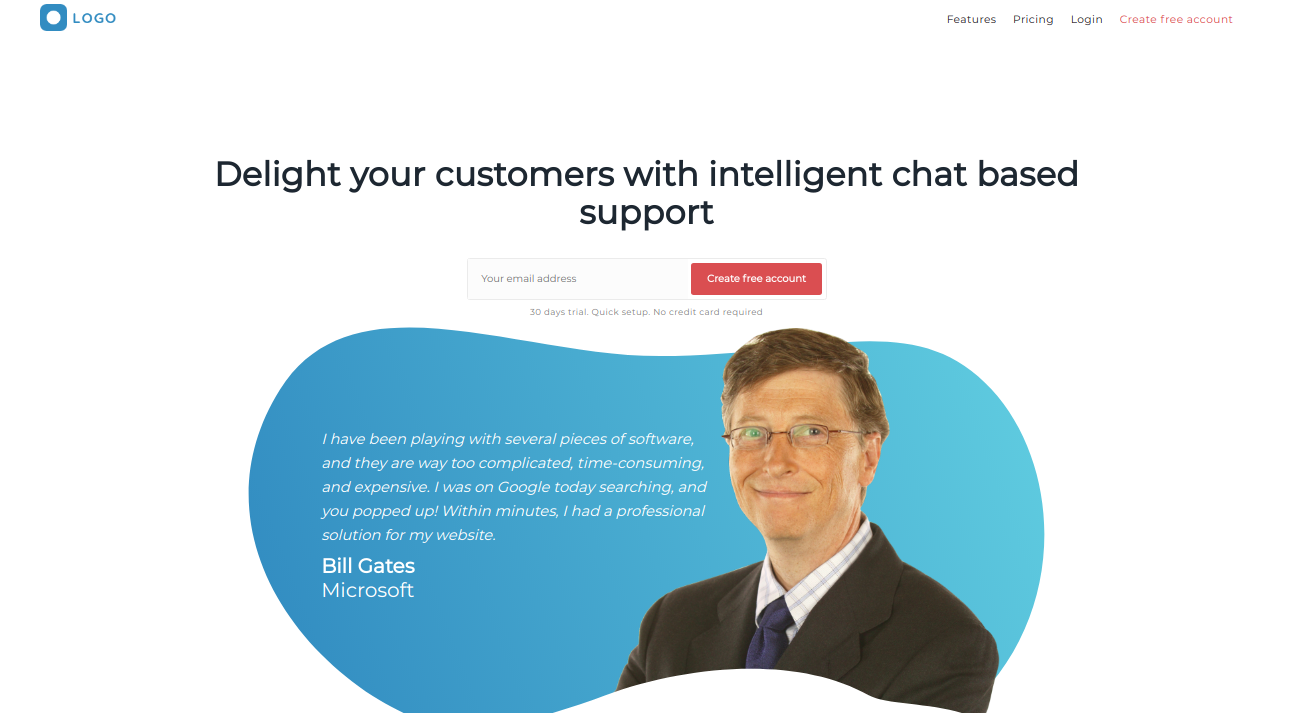 LOGO
Features Pricing Login Create free account
Delight your customers with intelligent chat based
support
Your email address Create free account
30 days trial. Quick setup. No credit card required
I have been playing with several pieces of software,
and they are way too complicated, time-consuming,
and expensive. I was on Google today searching, and
you popped up! Within minutes, I had a professional
solution for my website.
Bill Gates
Microsoft